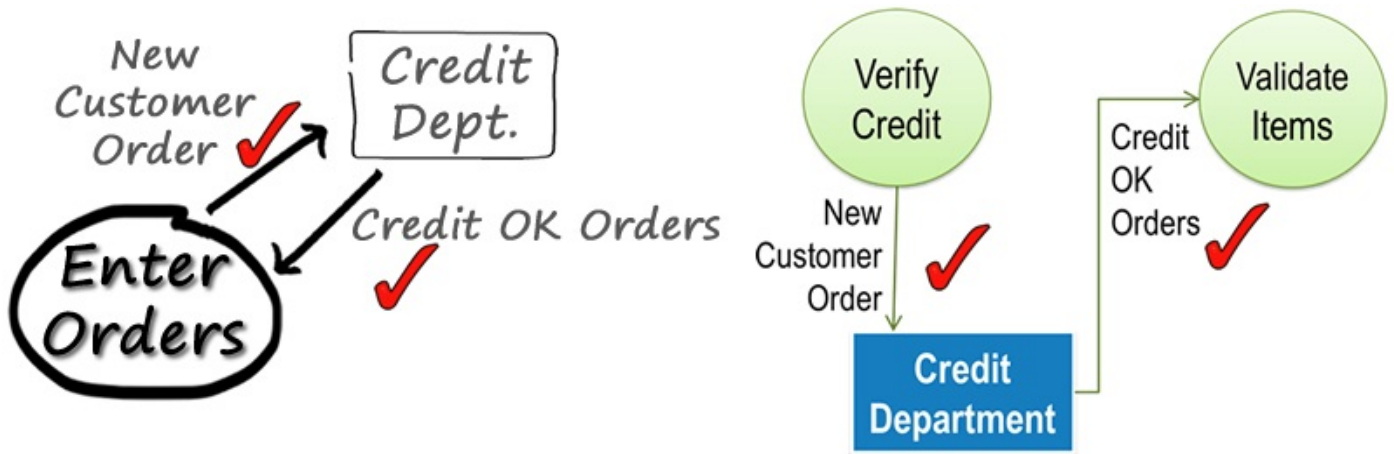 New
Customer
Order
Credit
Dept.
Credit OK Orders
Enter
Orders
Verify
Credit
New
Customer
Order
Credit
Department
Credit
OK
Orders
Validate
Items